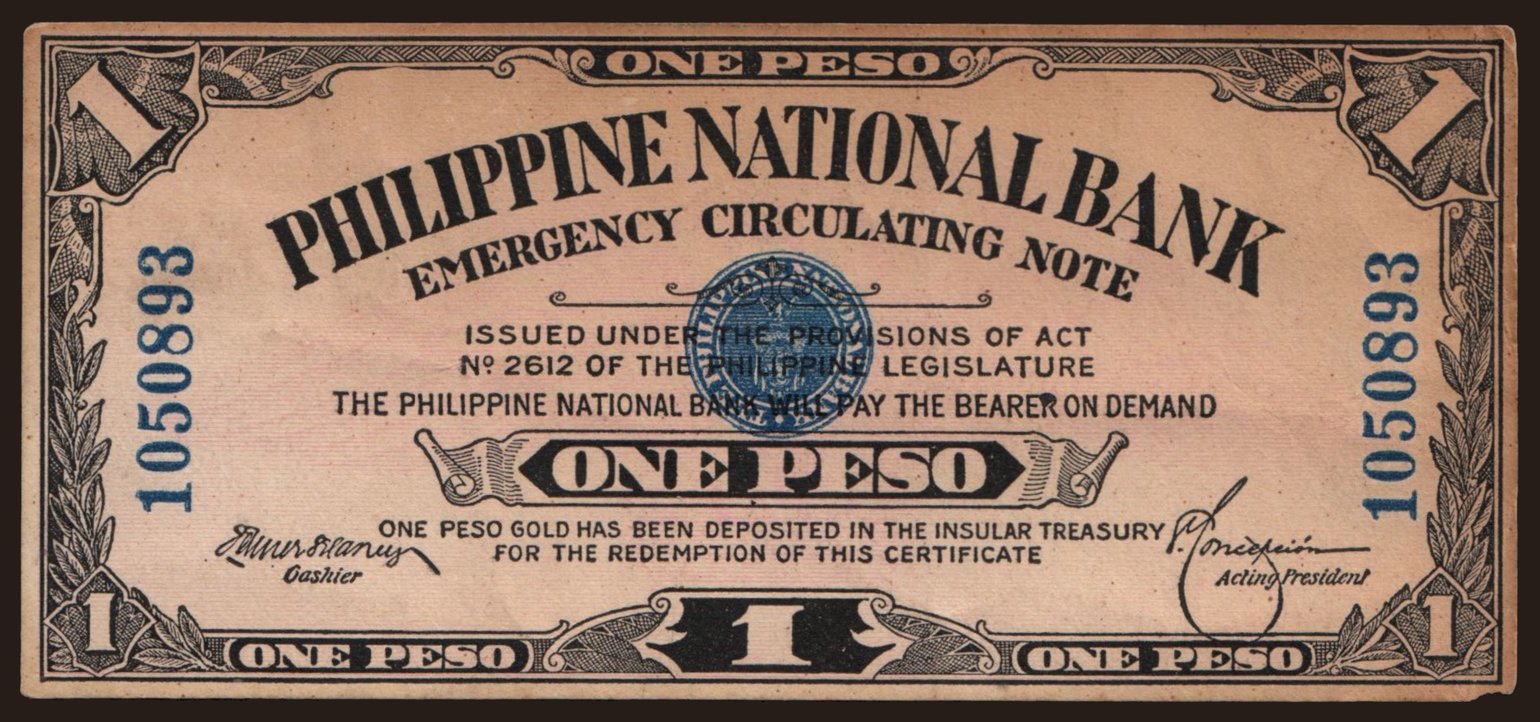 1
ONE PESO
1
PHILIPPINE NATIONAL BANK
EMERGENCY CIRCULATING NOTE
1050893
1050893
ISSUED UNDER THE PROVISIONS OF ACT
Nº 2612 OF THE PHILIPPINE LEGISLATURE
THE PHILIPPINE NATIONAL BANK WILL PAY THE BEARER ON DEMAND
ONE PESO
ONE PESO GOLD HAS BEEN DEPOSITED IN THE INSULAR TREASURY
FOR THE REDEMPTION OF THIS CERTIFICATE
Cashier
V. Concepción
Acting President
1
ONE PESO
1
ONE PESO
1